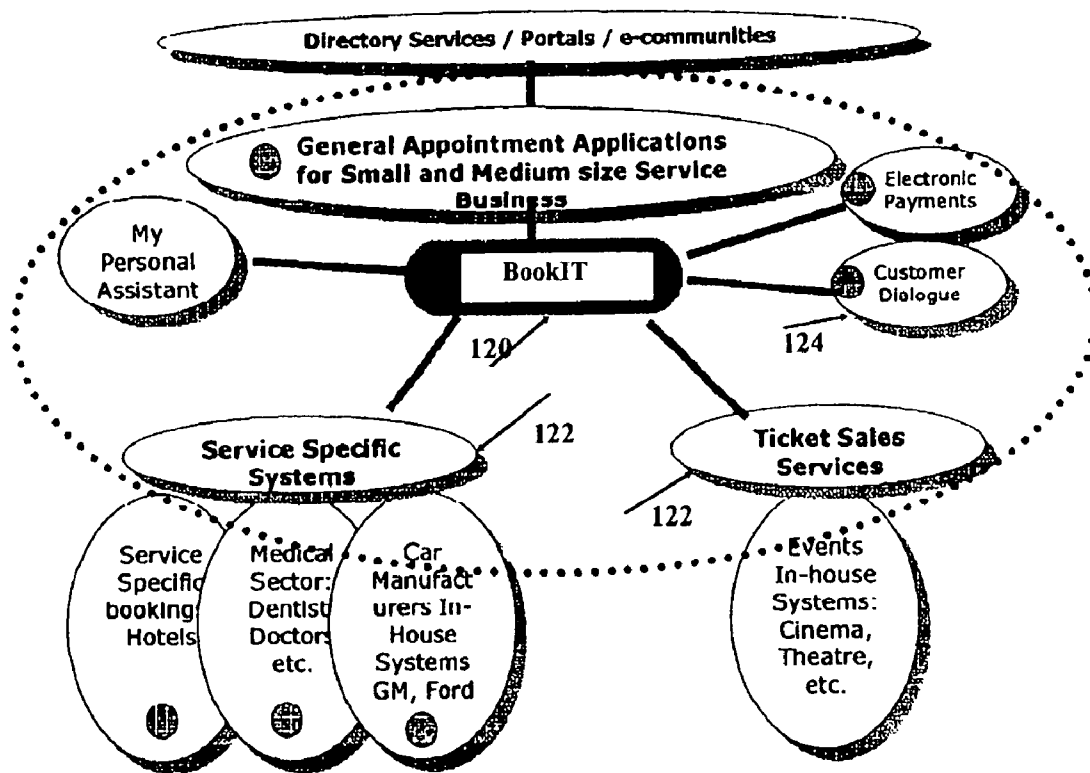 Directory Services / Portals / e-communities
General Appointment Applications
for Small and Medium size Service
Business
Electronic
Payments
My
Personal
Assistant
BookIT
Customer
Dialogue
120
124
122
Service Specific
Systems
Ticket Sales
Services
122
Service
Specific
booking
Hotels
Medical
Sector:
Dentist
Doctors
etc.
Car
Manufact
urers In-
House
Systems
GM, Ford
Events
In-house
Systems:
Cinema,
Theatre,
etc.